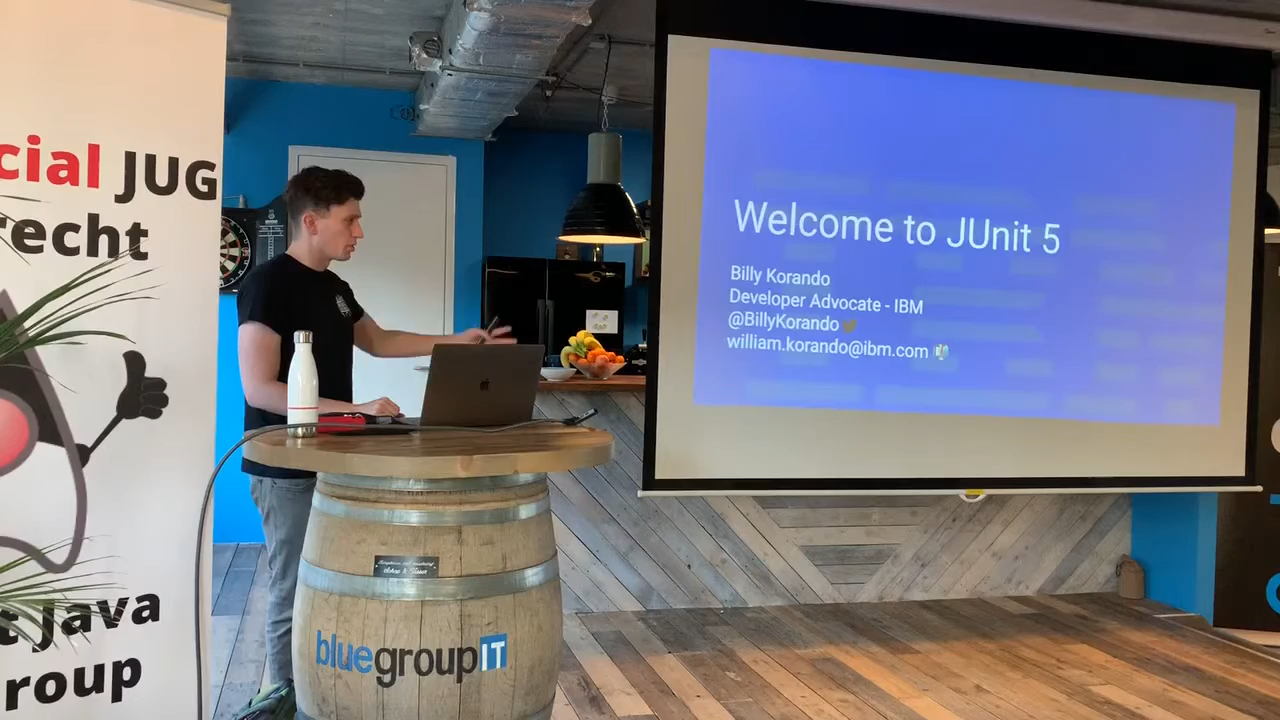 cial JUG
recht
t Java
roup
Welcome to JUnit 5
Billy Korando
Developer Advocate - IBM
@BillyKorando
william.korando@ibm.com
bluegroupIT